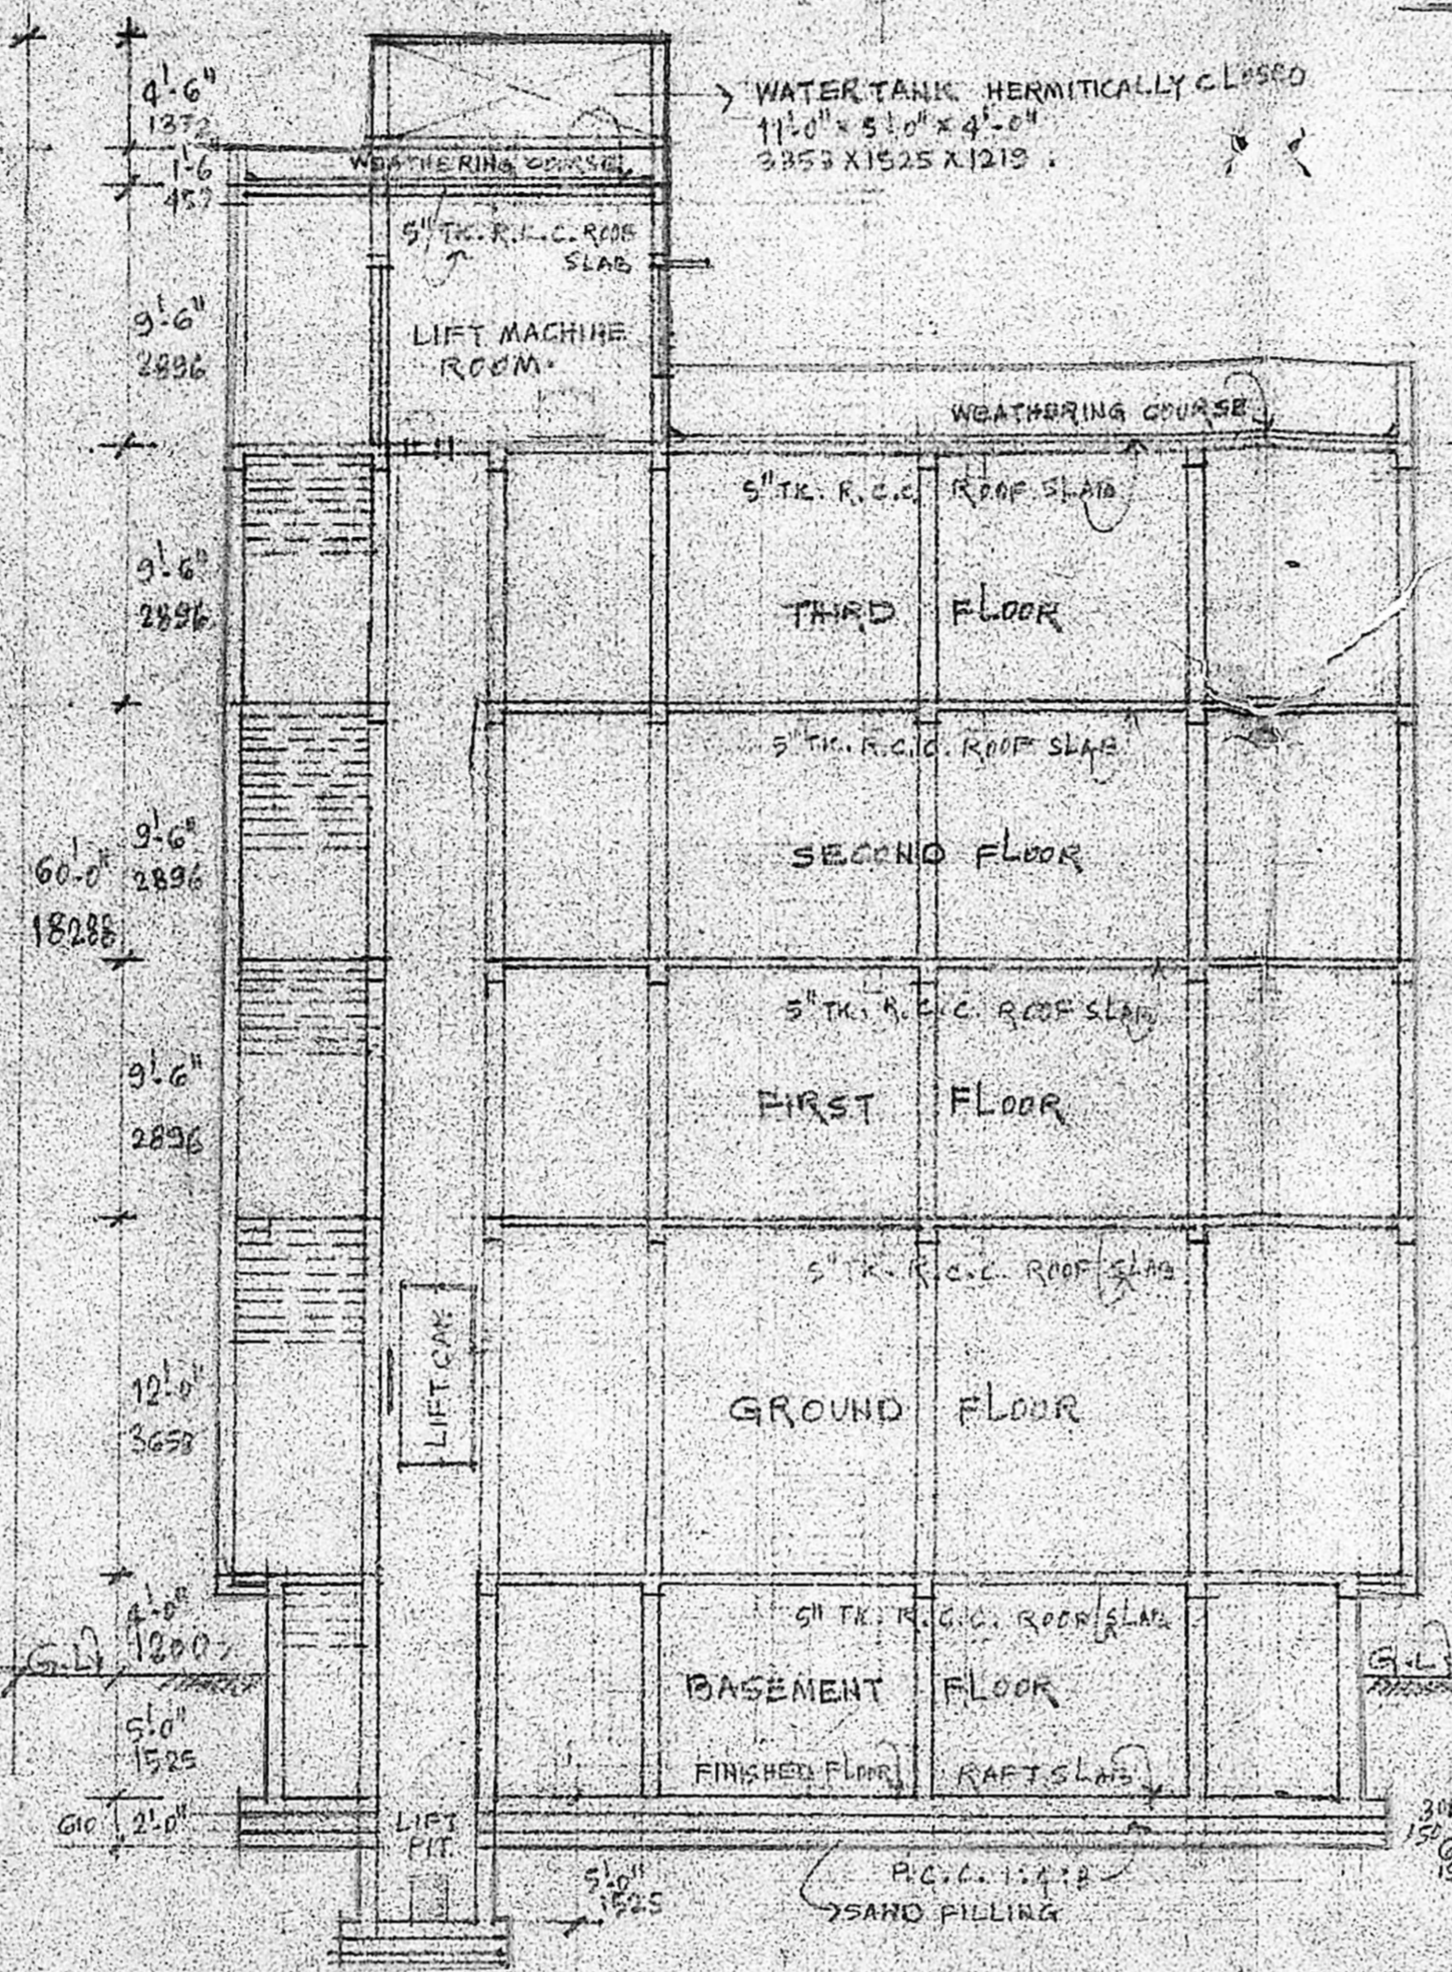 4'-6"
1372
WATER TANK HERMITICALLY CLOSED
11'-0" x 5'-0" x 4'-0"
3353 X 1525 X 1219 .
1'-6
457
WEATHERING COURSE
5" TK. R.C.C. ROOF
SLAB
9'-6"
2896
LIFT MACHINE
ROOM.
WEATHERING COURSE
5" TK. R.C.C. ROOF SLAB
9'-6"
2896
THIRD FLOOR
5" TK. R.C.C. ROOF SLAB
9'-6"
2896
60'-0"
18288
SECOND FLOOR
5" TK. R.C.C. ROOF SLAB
9'-6"
2896
FIRST FLOOR
5" TK. R.C.C. ROOF SLAB
LIFT CAR
12'-0"
3658
GROUND FLOOR
4'-0"
1200
5" TK. R.C.C. ROOF SLAB
G.L
G.L
BASEMENT FLOOR
5'-0"
1525
FINISHED FLOOR
RAFT SLAB
610
2'-0"
LIFT
PIT.
5'-0"
1525
P.C.C. 1:4:8
SAND FILLING